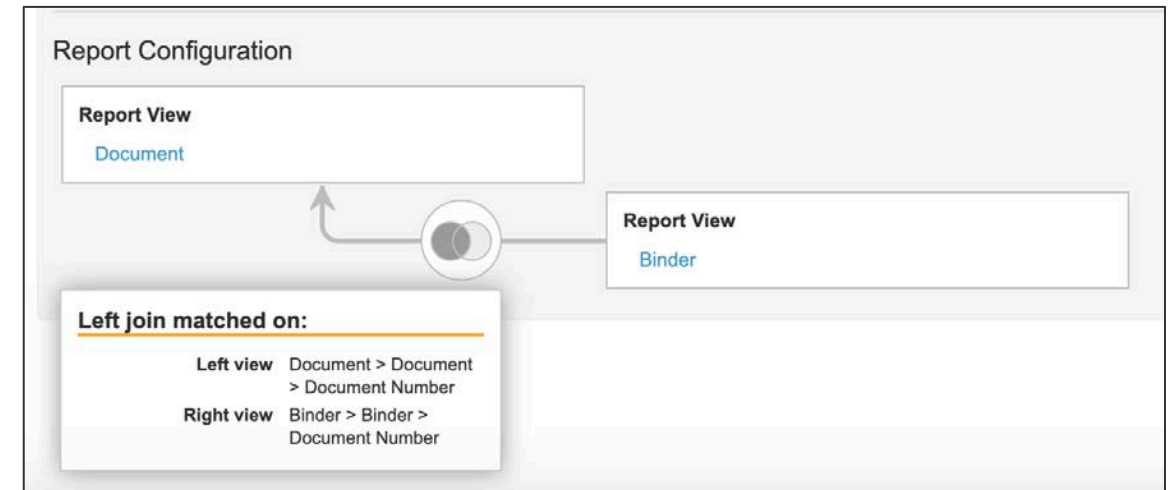 Report Configuration
Report View
Document
Report View
Binder
Left join matched on:
Left view Document > Document
> Document Number
Right view Binder > Binder >
Document Number